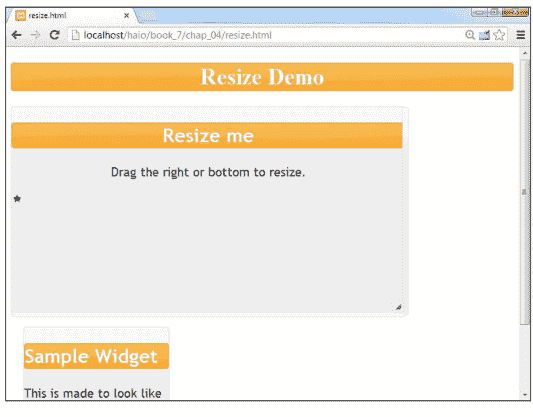 resize.html
localhost/haio/book_7/chap_04/resize.html
Resize Demo
Resize me
Drag the right or bottom to resize.
Sample Widget
This is made to look like